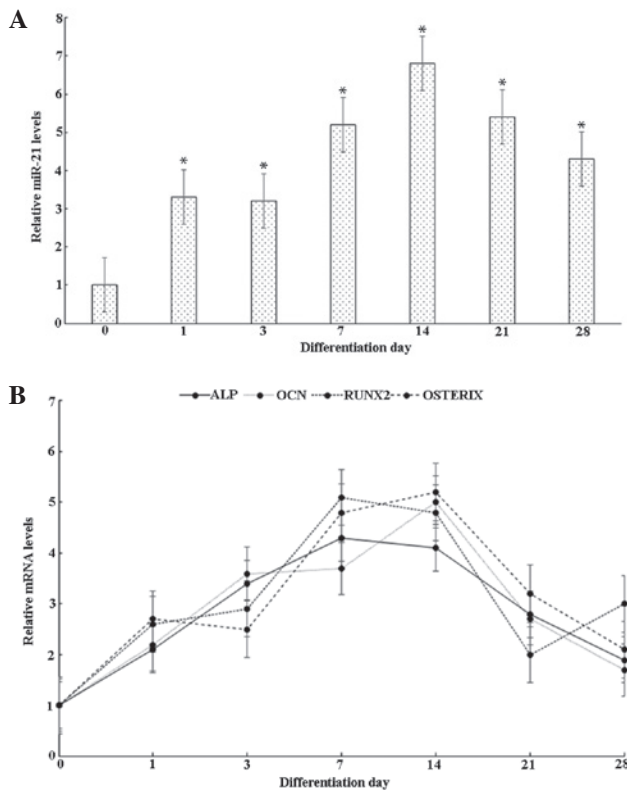 A
8
7
6
5
4
3
2
1
0
Relative miR-21 levels
* * * * * *
0 1 3 7 14 21 28
Differentiation day
B
ALP OCN RUNX2 OSTERIX
7
6
5
4
3
2
1
0
Relative mRNA levels
0 1 3 7 14 21 28
Differentiation day